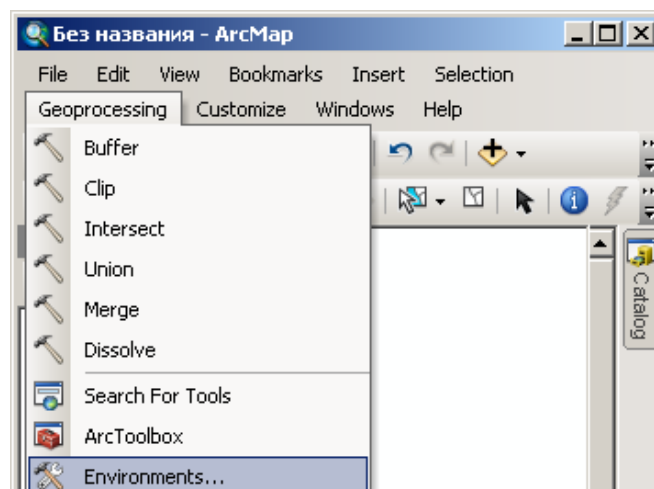 Без названия - ArcMap
File Edit View Bookmarks Insert Selection
Geoprocessing Customize Windows Help
Buffer
Clip
Intersect
Union
Merge
Dissolve
Search For Tools
ArcToolbox
Environments...
Catalog